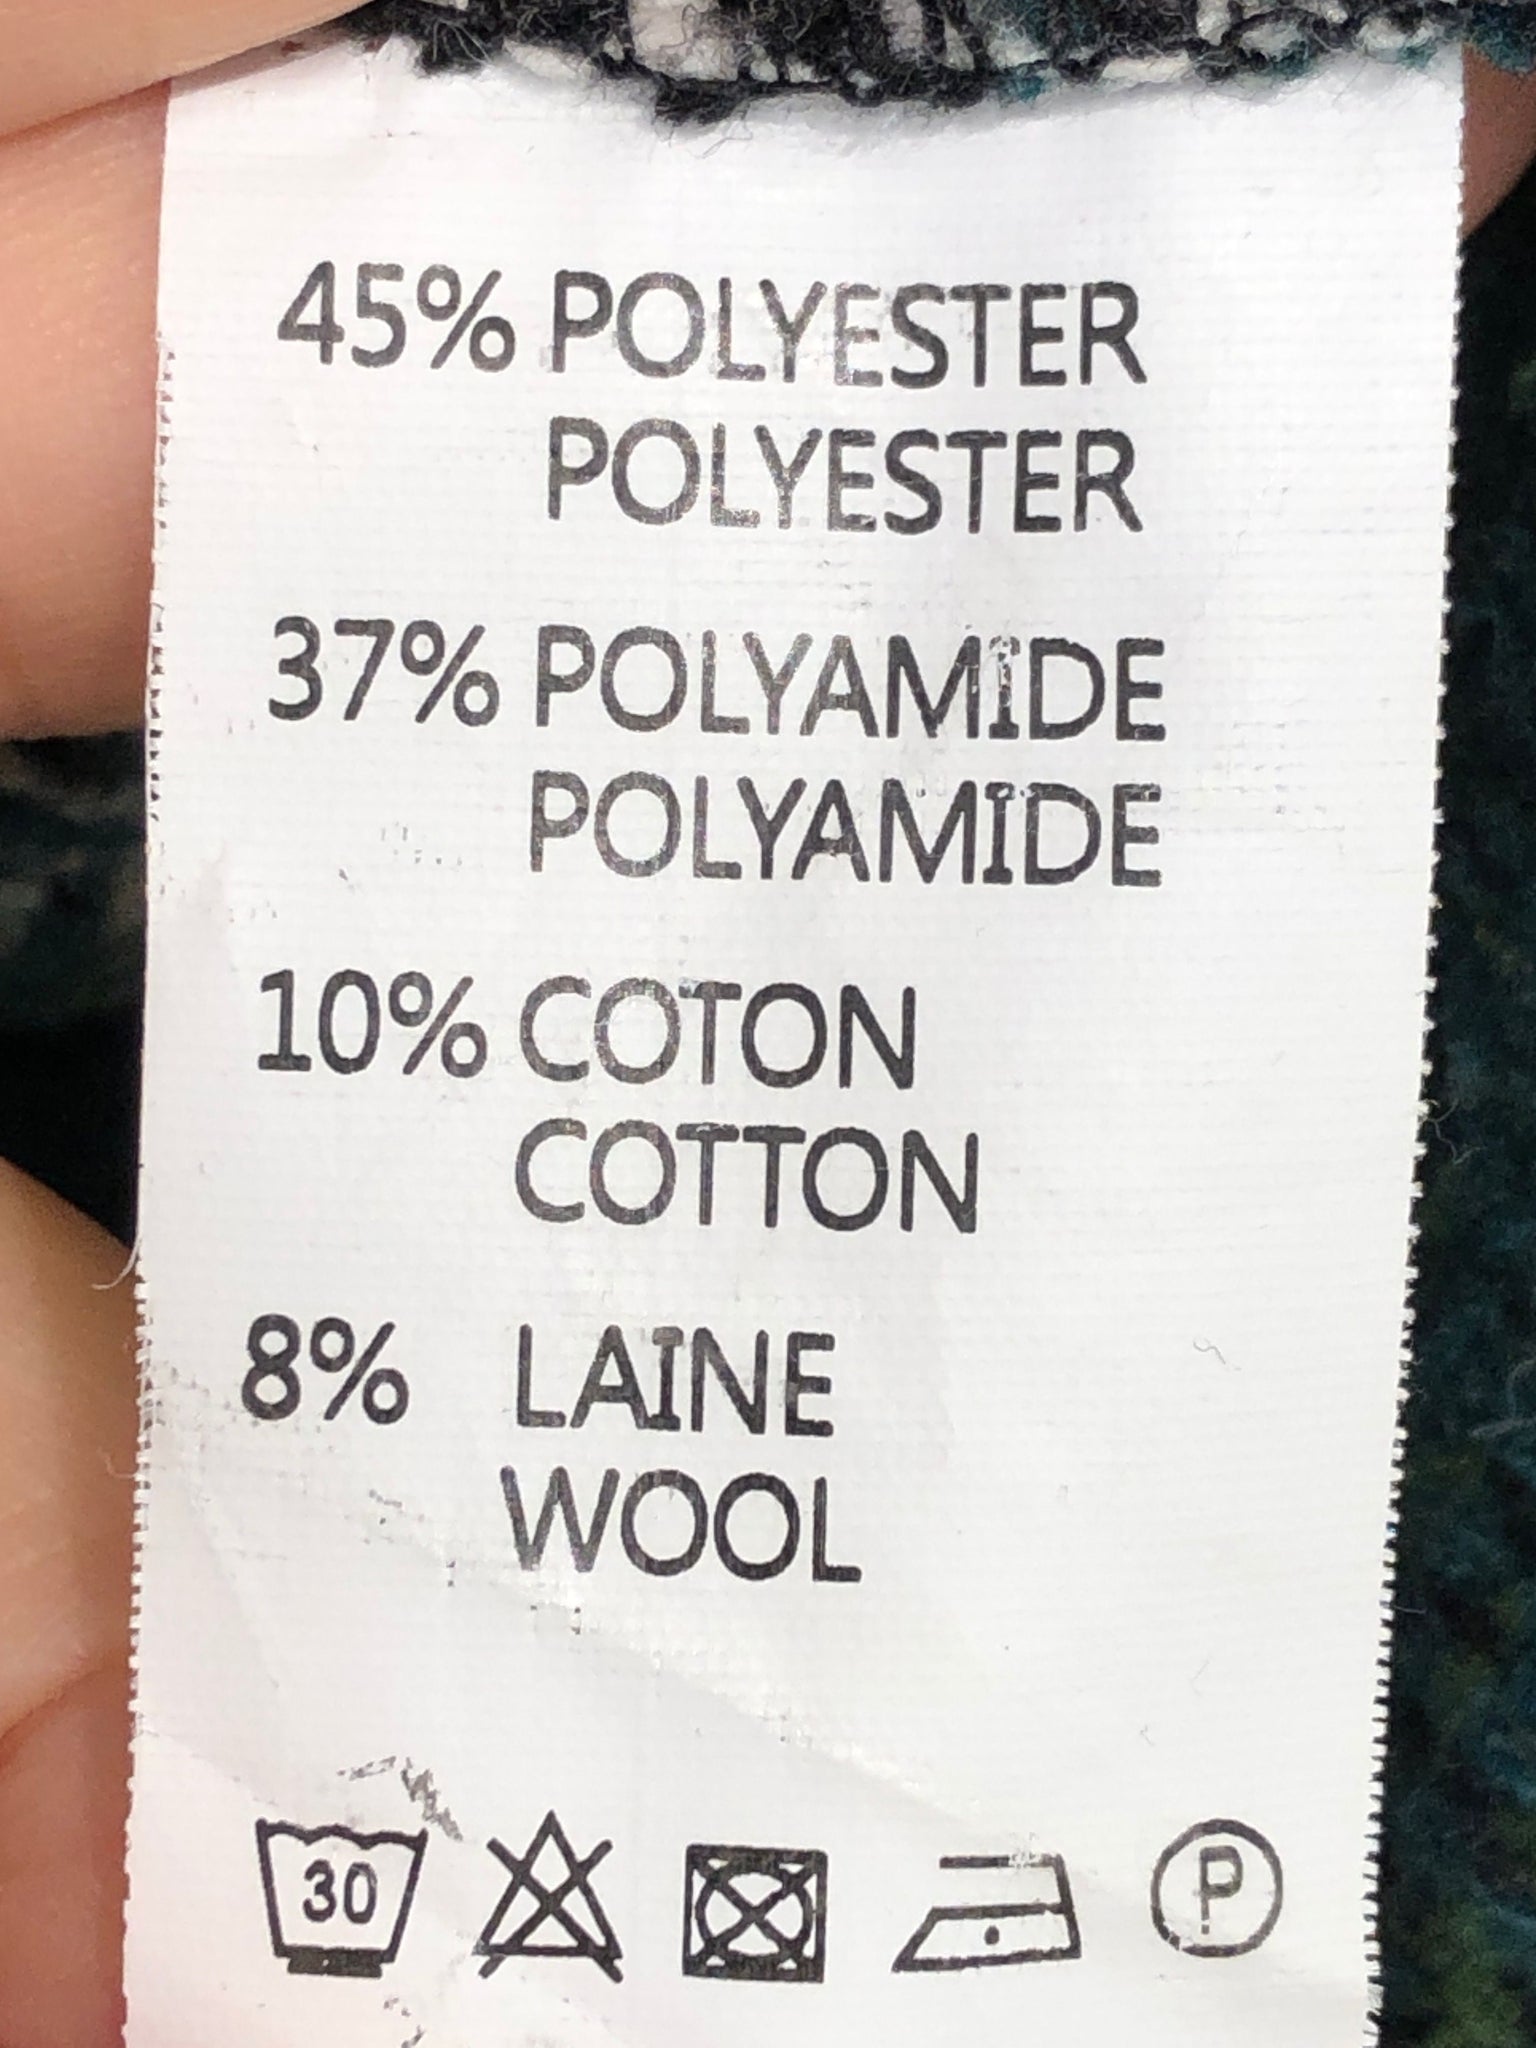 45% POLYESTER
POLYESTER
37% POLYAMIDE
POLYAMIDE
10% COTON
COTTON
8% LAINE
WOOL
30 P